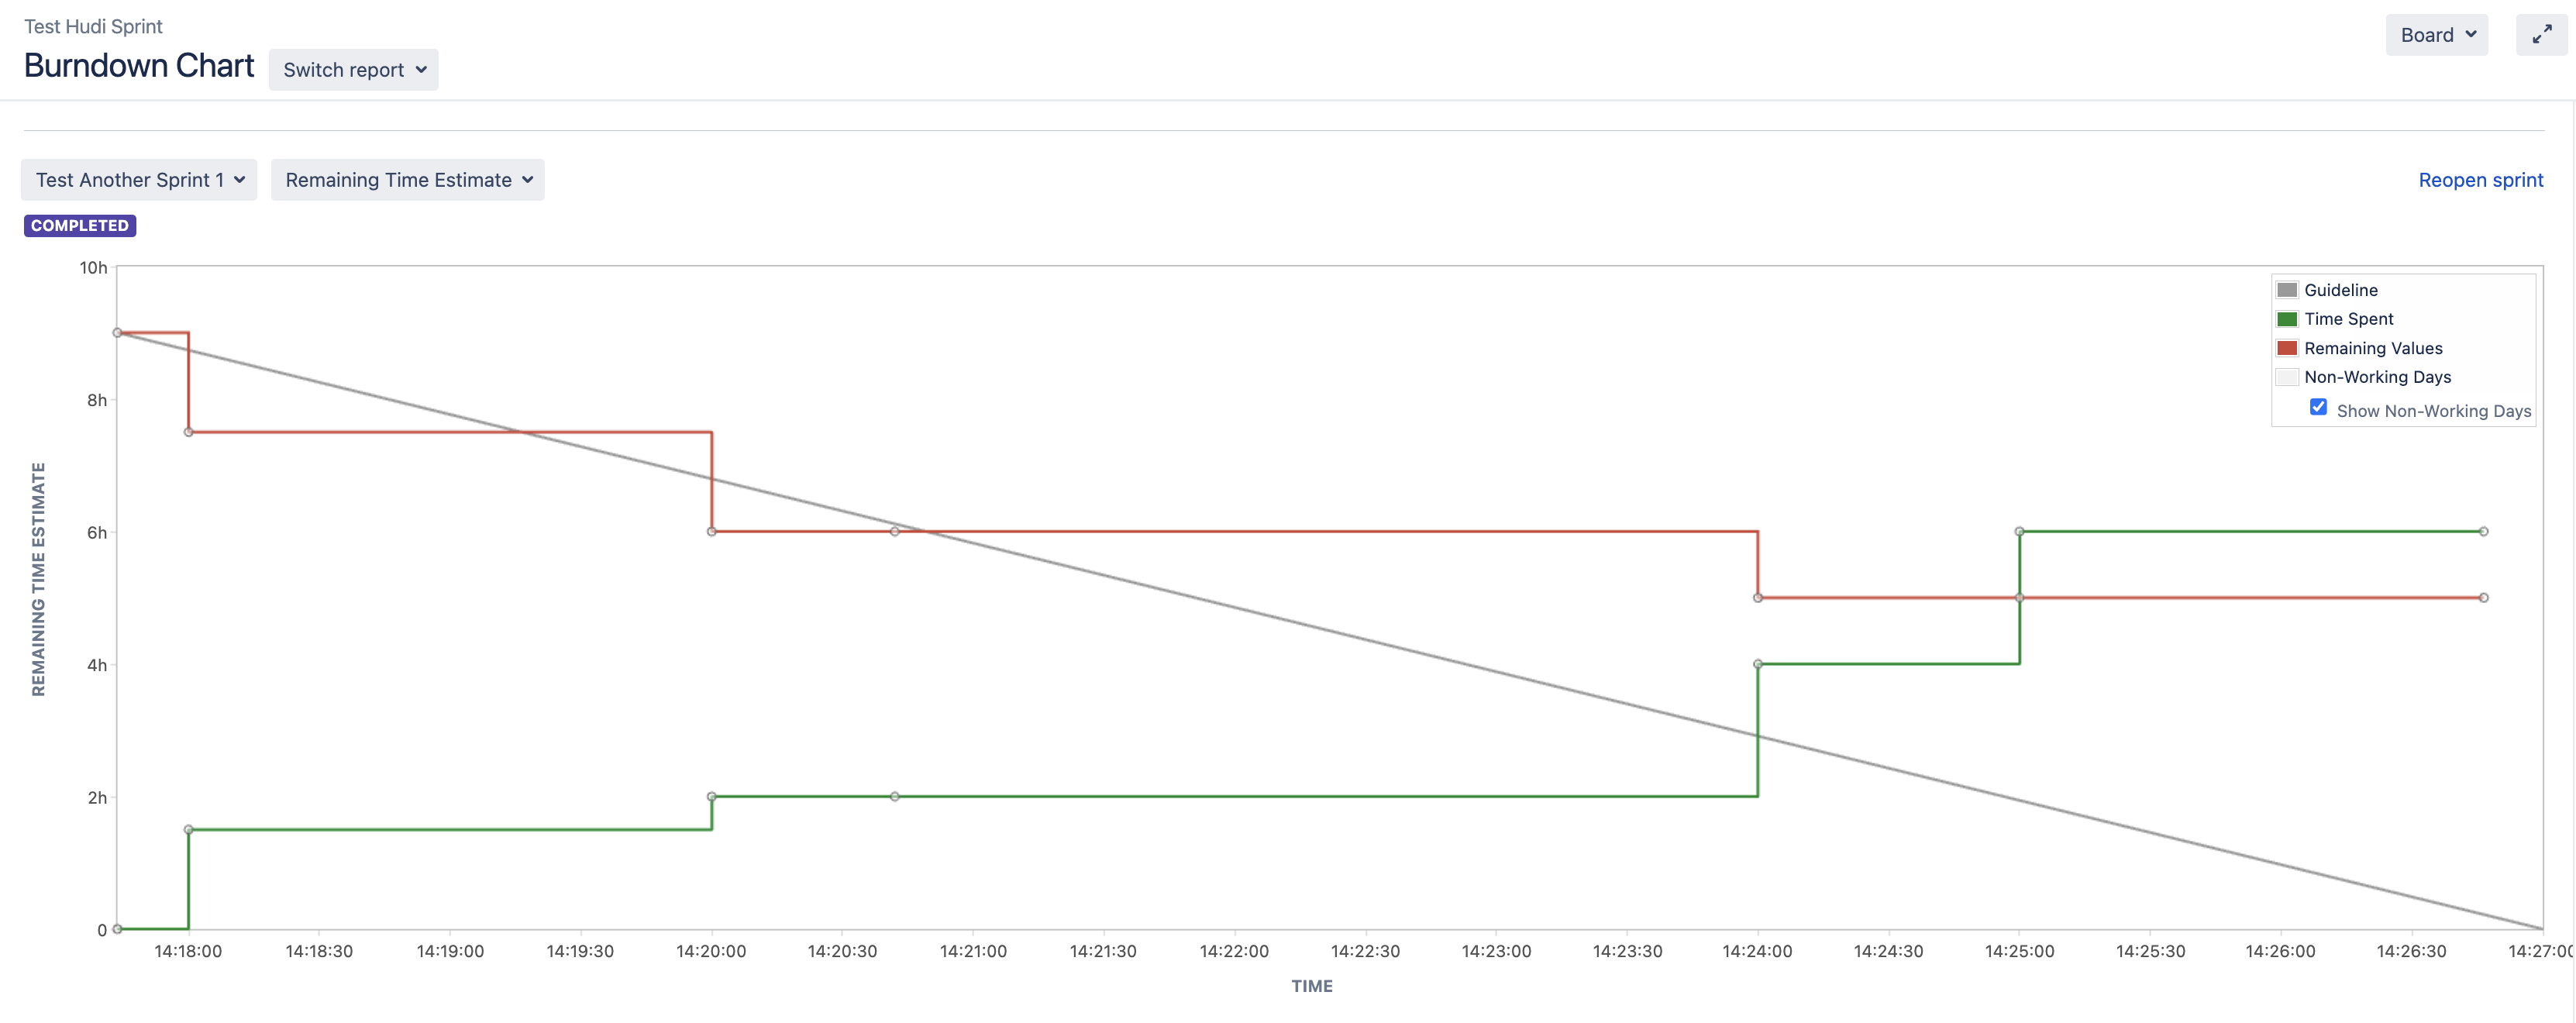 Test Hudi Sprint
Burndown Chart
Switch report
Board
Test Another Sprint 1
Remaining Time Estimate
Reopen sprint
COMPLETED
10h
8h
6h
4h
2h
0
REMAINING TIME ESTIMATE
Guideline
Time Spent
Remaining Values
Non-Working Days
Show Non-Working Days
14:18:00 14:18:30 14:19:00 14:19:30 14:20:00 14:20:30 14:21:00 14:21:30 14:22:00 14:22:30 14:23:00 14:23:30 14:24:00 14:24:30 14:25:00 14:25:30 14:26:00 14:26:30 14:27:00
TIME